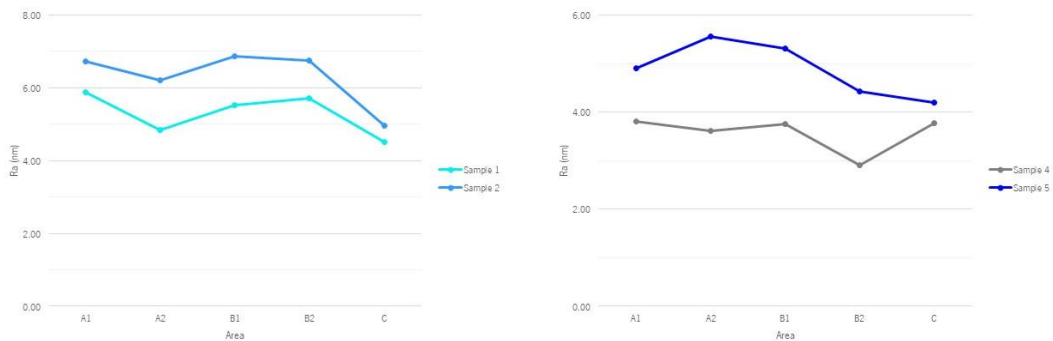 8.00
6.00
4.00
2.00
0.00
Ra (nm)
A1 A2 B1 B2 C
Area
Sample 1
Sample 2
6.00
4.00
2.00
0.00
Ra (nm)
A1 A2 B1 B2 C
Area
Sample 4
Sample 5